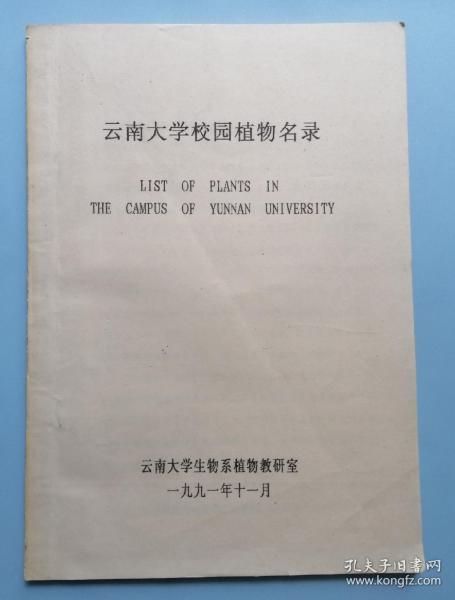 云南大学校园植物名录
LIST OF PLANTS IN
THE CAMPUS OF YUNNAN UNIVERSITY
云南大学生物系植物教研室
一九九一年十一月
孔夫子旧书网
www.kongfz.com